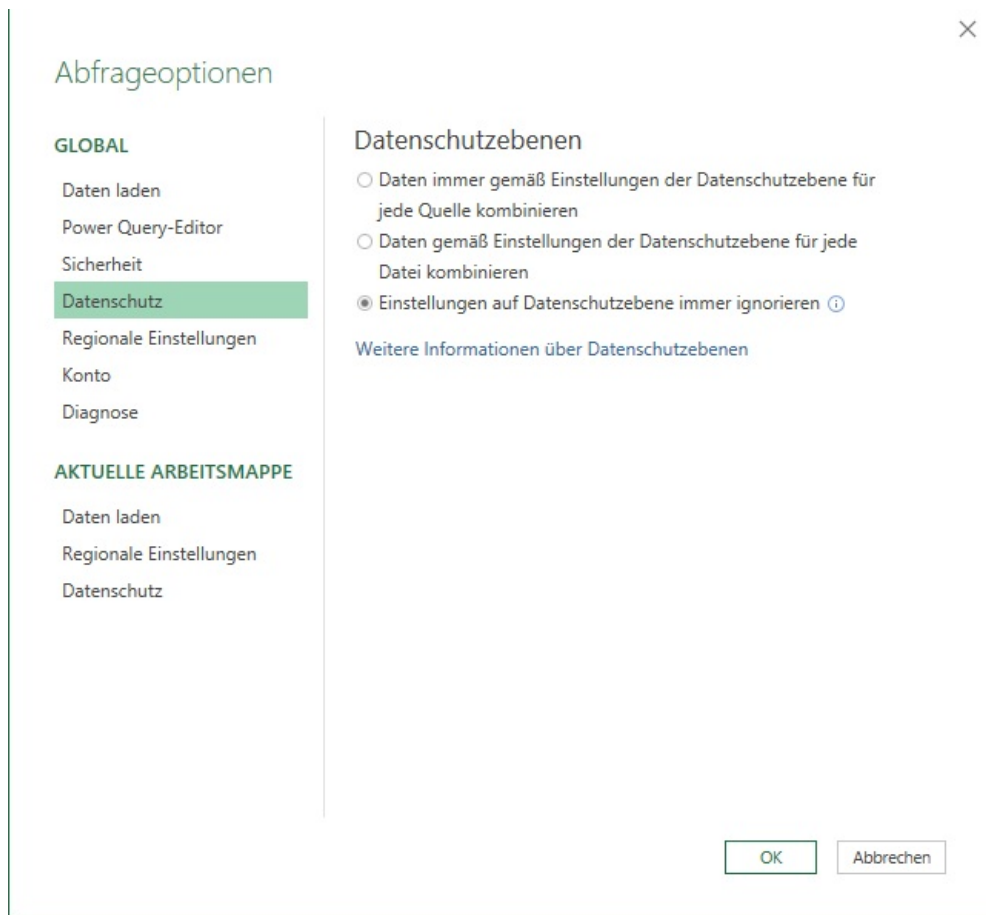 Abfrageoptionen
GLOBAL
Daten laden
Power Query-Editor
Sicherheit
Datenschutz
Regionale Einstellungen
Konto
Diagnose
AKTUELLE ARBEITSMAPPE
Daten laden
Regionale Einstellungen
Datenschutz
Datenschutzebenen
Daten immer gemäß Einstellungen der Datenschutzebene für
jede Quelle kombinieren
Daten gemäß Einstellungen der Datenschutzebene für jede
Datei kombinieren
Einstellungen auf Datenschutzebene immer ignorieren
Weitere Informationen über Datenschutzebenen
OK
Abbrechen